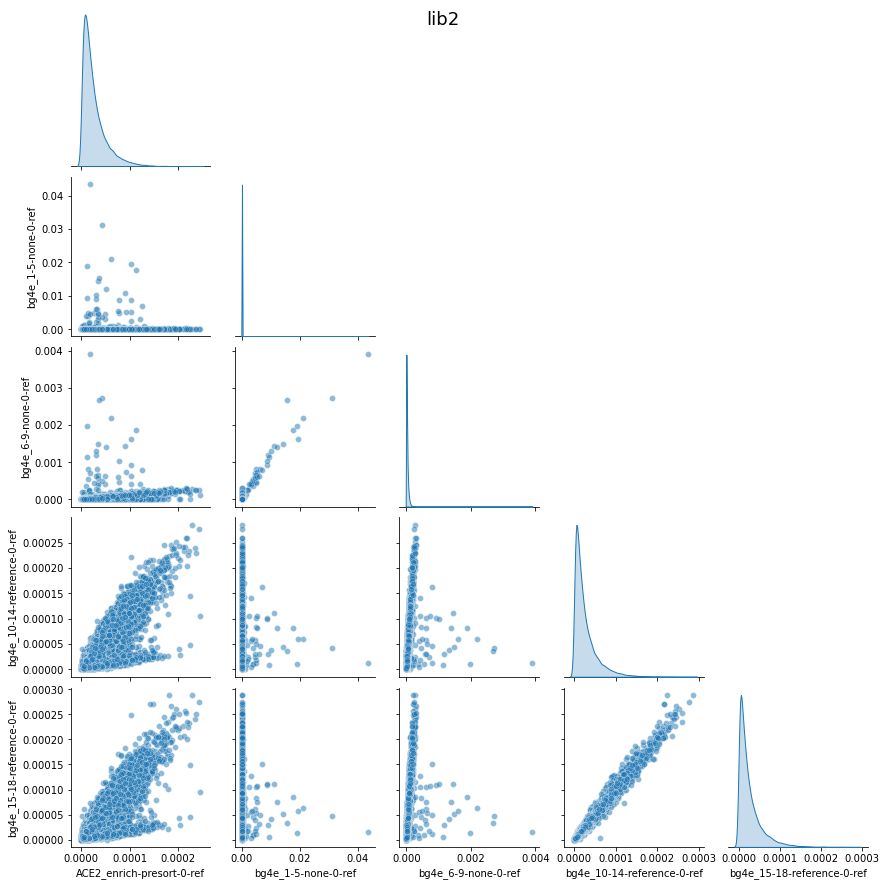 lib2
bg4e_1-5-none-0-ref
0.04
0.03
0.02
0.01
0.00
bg4e_6-9-none-0-ref
0.004
0.003
0.002
0.001
0.000
bg4e_10-14-reference-0-ref
0.00025
0.00020
0.00015
0.00010
0.00005
0.00000
bg4e_15-18-reference-0-ref
0.00030
0.00025
0.00020
0.00015
0.00010
0.00005
0.00000
0.0000 0.0001 0.0002
0.00 0.02 0.04
0.000 0.002 0.004
0.0000 0.0001 0.0002 0.0003
0.0000 0.0001 0.0002 0.0003
ACE2_enrich-presort-0-ref
bg4e_1-5-none-0-ref
bg4e_6-9-none-0-ref
bg4e_10-14-reference-0-ref
bg4e_15-18-reference-0-ref